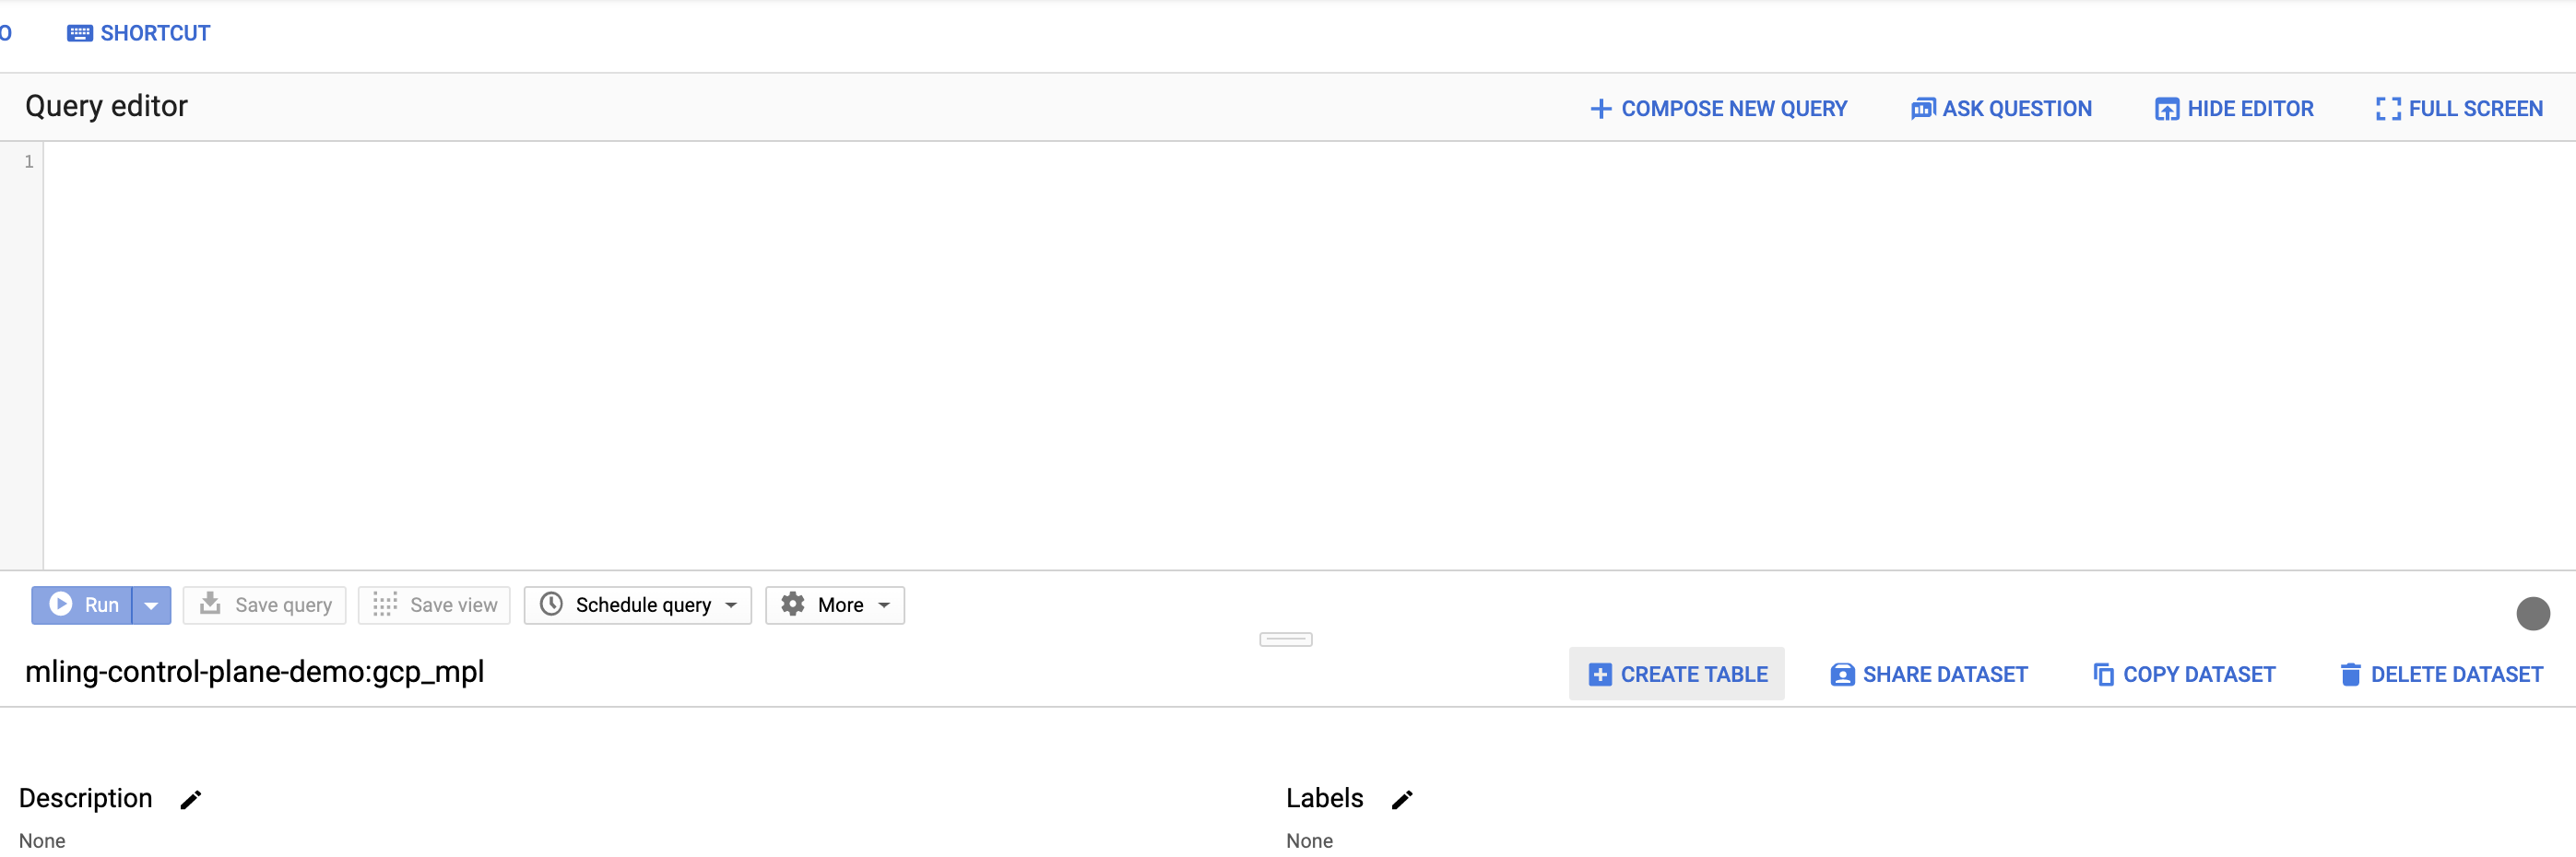 O SHORTCUT
Query editor COMPOSE NEW QUERY ASK QUESTION HIDE EDITOR FULL SCREEN
1
Run Save query Save view Schedule query More
mling-control-plane-demo:gcp_mpl CREATE TABLE SHARE DATASET COPY DATASET DELETE DATASET
Description Labels
None None